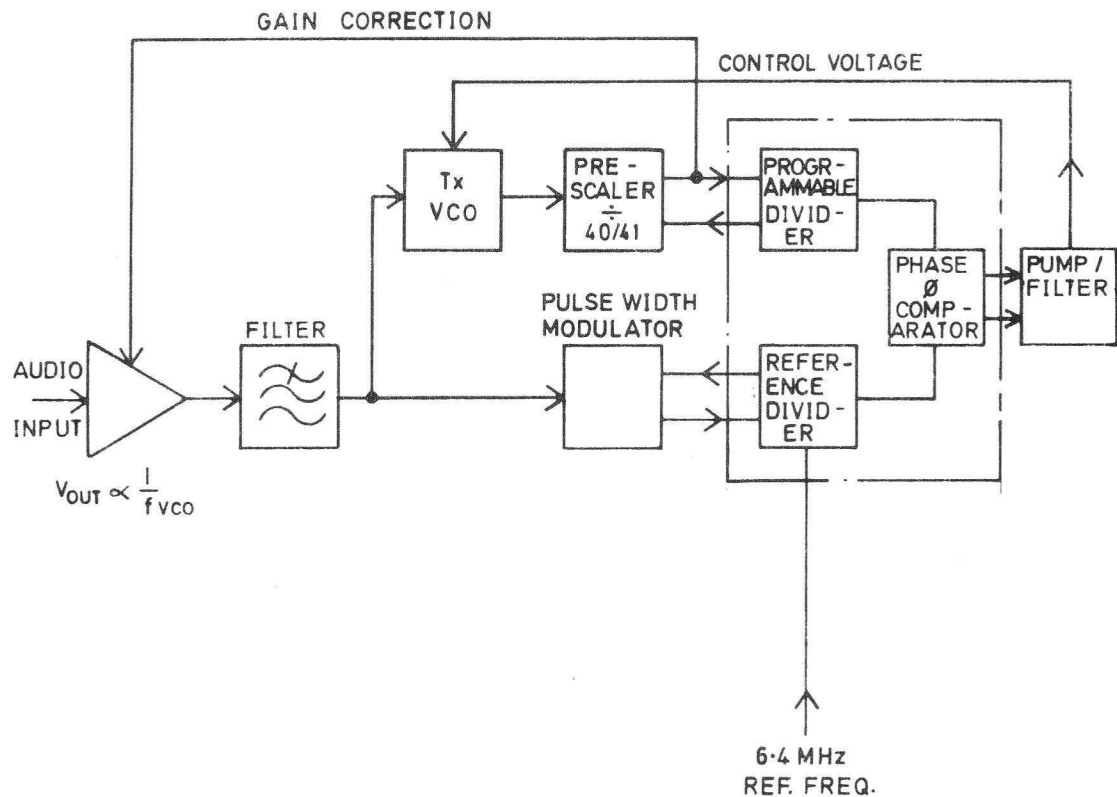 GAIN CORRECTION
CONTROL VOLTAGE
Tx
VCO
PRE-
SCALER
÷
40/41
PROGR-
AMMABLE
DIVID-
ER
PHASE
Ø
COMP-
ARATOR
PUMP /
FILTER
PULSE WIDTH
MODULATOR
FILTER
AUDIO
INPUT
REFER-
ENCE
DIVID-
ER
VOUT ∝ 1/fVCO
6·4 MHz
REF. FREQ.